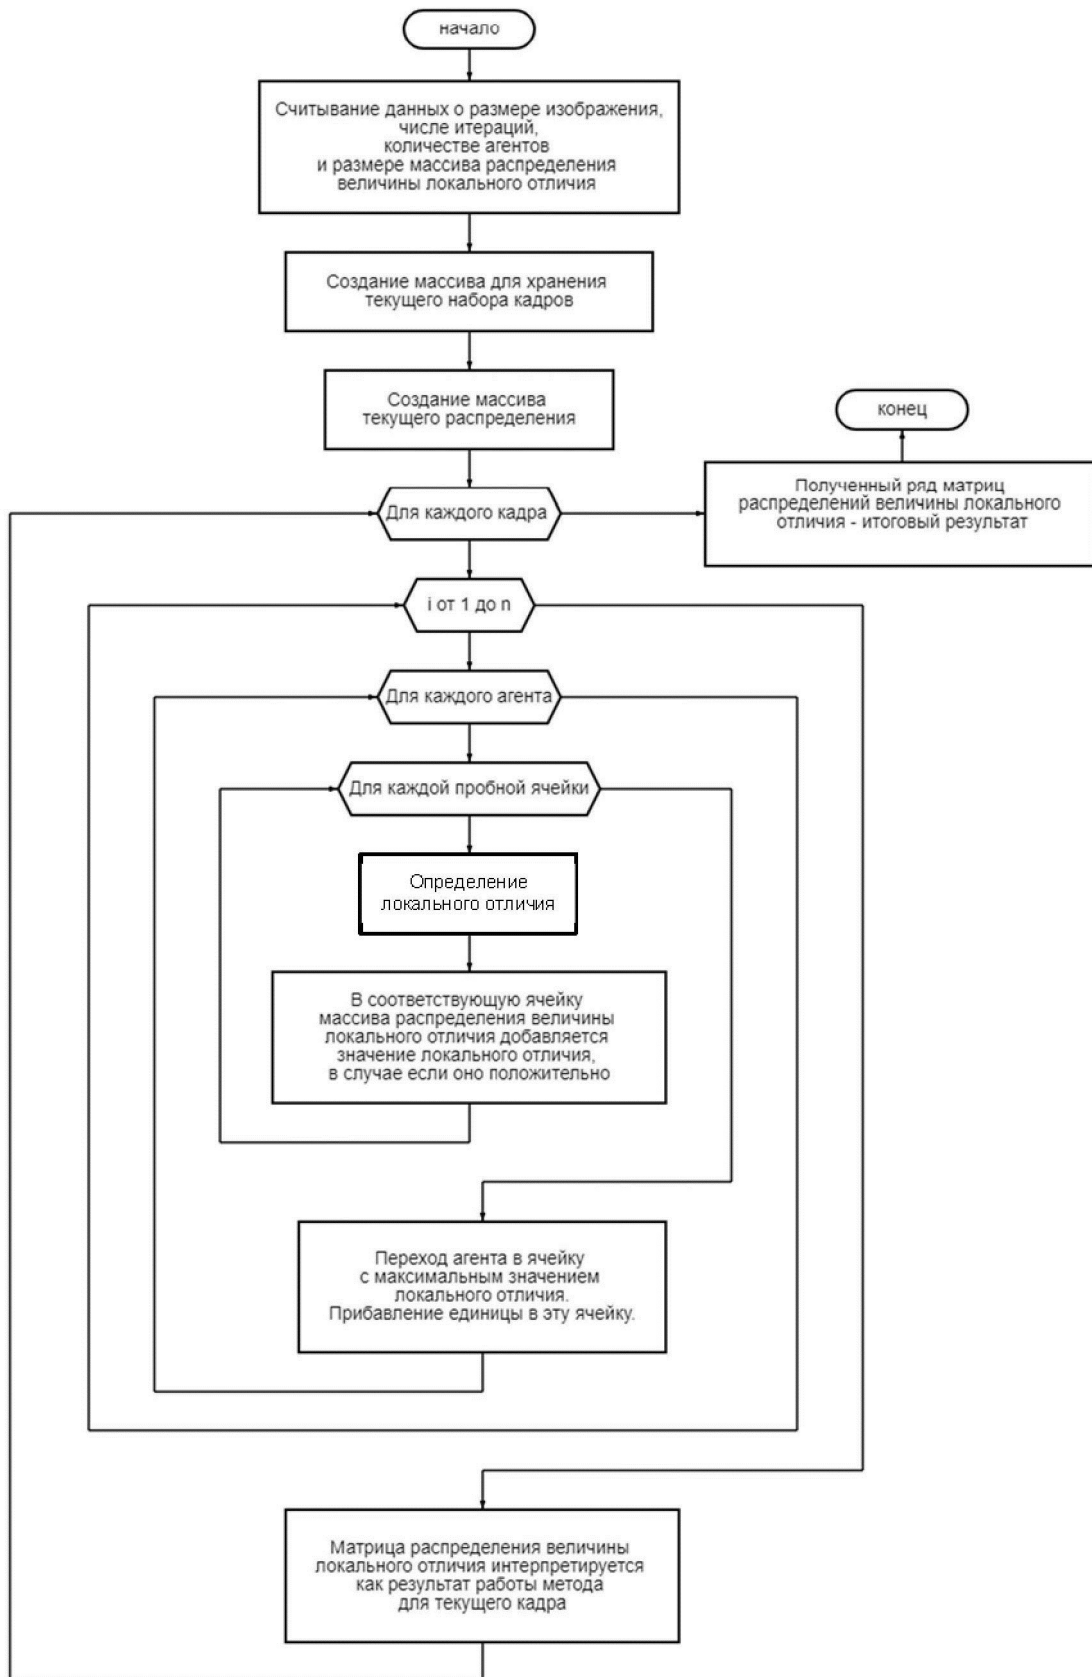 начало
Считывание данных о размере изображения,
числе итераций,
количестве агентов
и размере массива распределения
величины локального отличия
Создание массива для хранения
текущего набора кадров
Создание массива
текущего распределения
конец
Полученный ряд матриц
распределений величины локального
отличия - итоговый результат
Для каждого кадра
i от 1 до n
Для каждого агента
Для каждой пробной ячейки
Определение
локального отличия
В соответствующую ячейку
массива распределения величины
локального отличия добавляется
значение локального отличия,
в случае если оно положительно
Переход агента в ячейку
с максимальным значением
локального отличия.
Прибавление единицы в эту ячейку.
Матрица распределения величины
локального отличия интерпретируется
как результат работы метода
для текущего кадра